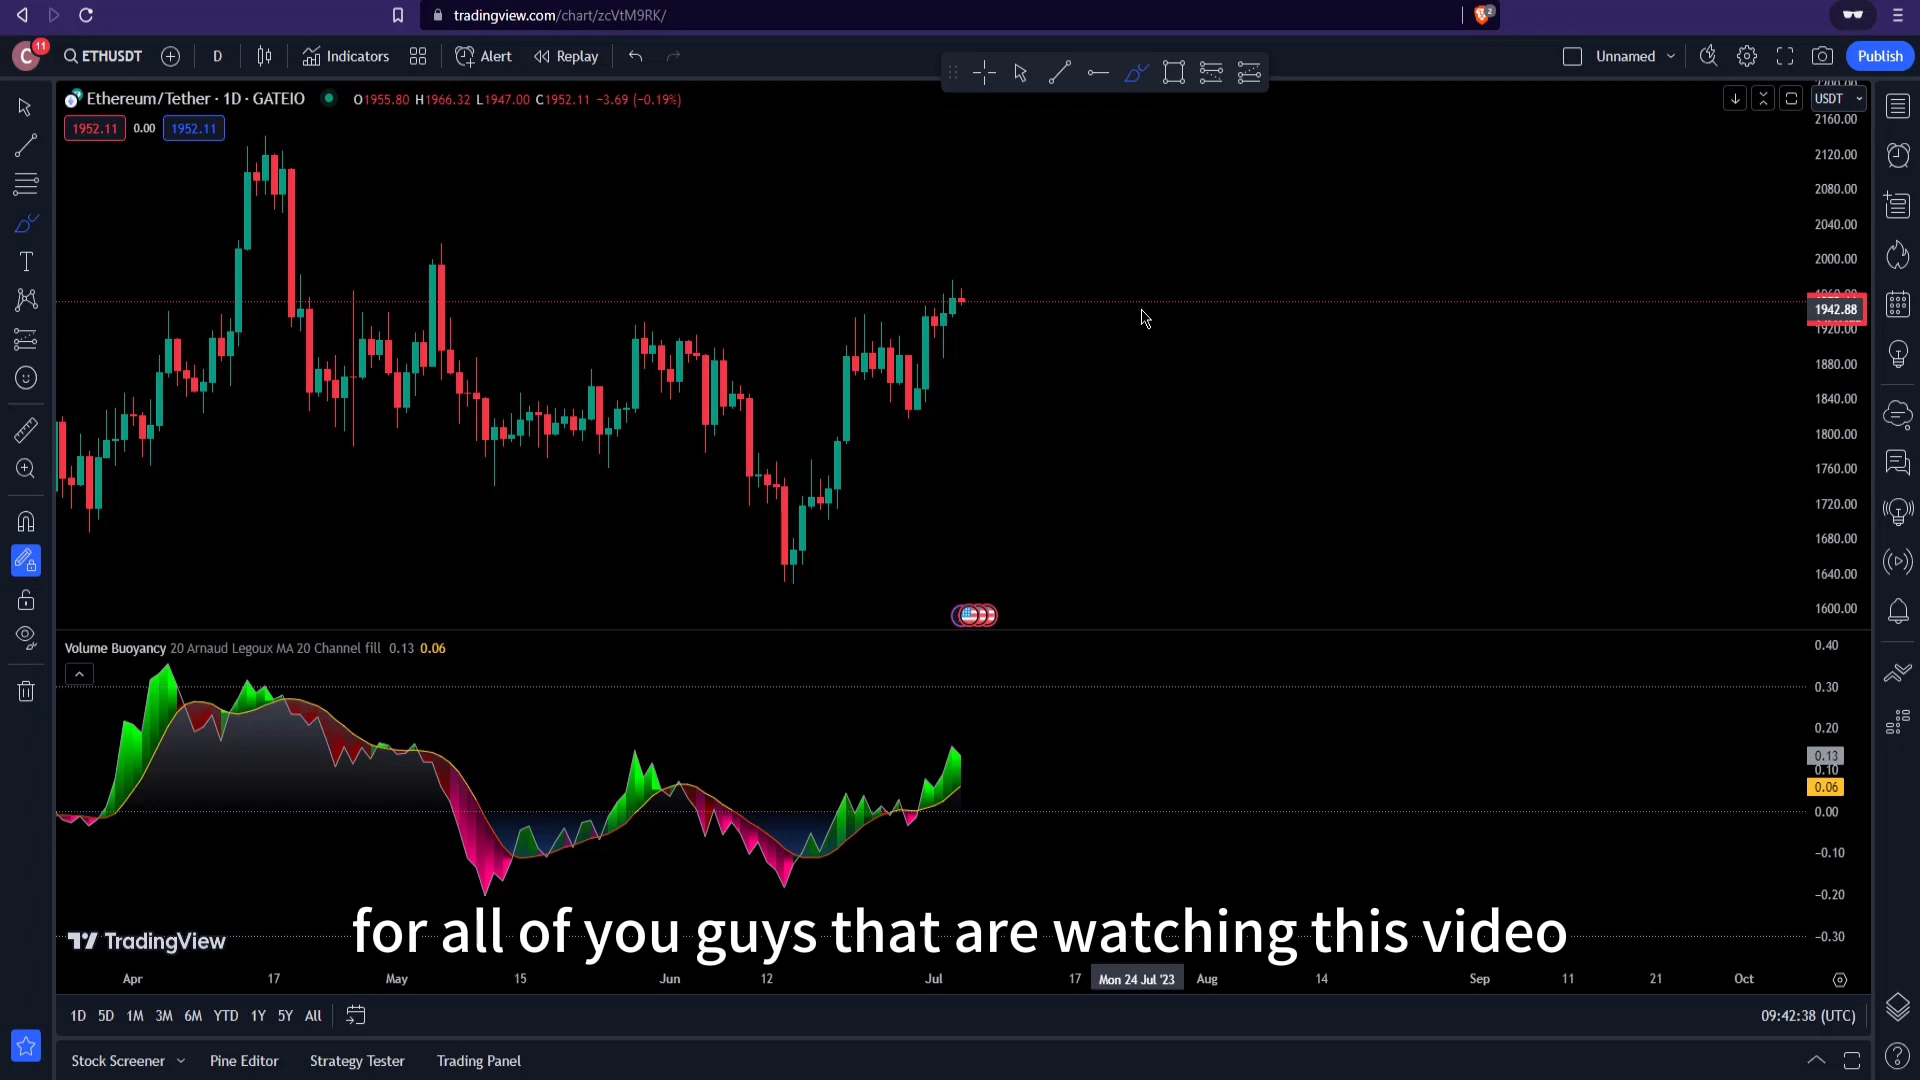 tradingview.com/chart/zcVtM9RK/
2
C
11
ETHUSDT
D
Indicators
Alert
Replay
Unnamed
Publish
Ethereum/Tether · 1D · GATEIO
O1955.80 H1966.32 L1947.00 C1952.11 −3.69 (−0.19%)
1952.11 0.00 1952.11
USDT
2160.00
2120.00
2080.00
2040.00
2000.00
1942.88
1920.00
1880.00
1840.00
1800.00
1760.00
1720.00
1680.00
1640.00
1600.00
Volume Buoyancy 20 Arnaud Legoux MA 20 Channel fill 0.13 0.06
0.40
0.30
0.20
0.13
0.10
0.06
0.00
−0.10
−0.20
−0.30
TradingView
for all of you guys that are watching this video
Apr 17 May 15 Jun 12 Jul 17 Mon 24 Jul '23 Aug 14 Sep 11 21 Oct
1D 5D 1M 3M 6M YTD 1Y 5Y All
09:42:38 (UTC)
Stock Screener Pine Editor Strategy Tester Trading Panel